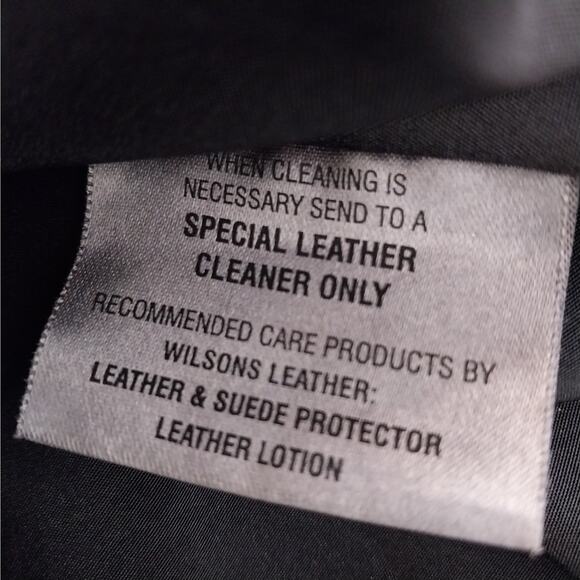 WHEN CLEANING IS
NECESSARY SEND TO A
SPECIAL LEATHER
CLEANER ONLY
RECOMMENDED CARE PRODUCTS BY
WILSONS LEATHER:
LEATHER & SUEDE PROTECTOR
LEATHER LOTION